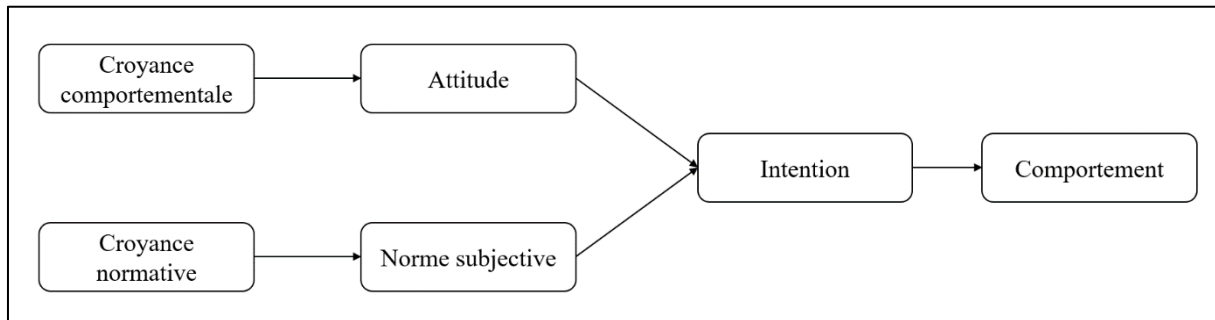 Croyance
comportementale
Attitude
Intention
Comportement
Croyance
normative
Norme subjective